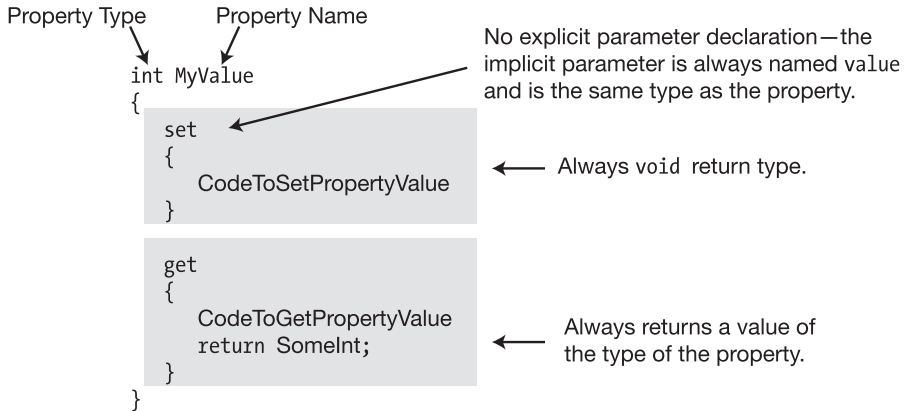 Property Type
Property Name
int MyValue
{
No explicit parameter declaration—the
implicit parameter is always named value
and is the same type as the property.
set
{
CodeToSetPropertyValue
}
Always void return type.
get
{
CodeToGetPropertyValue
return SomeInt;
}
Always returns a value of
the type of the property.
}